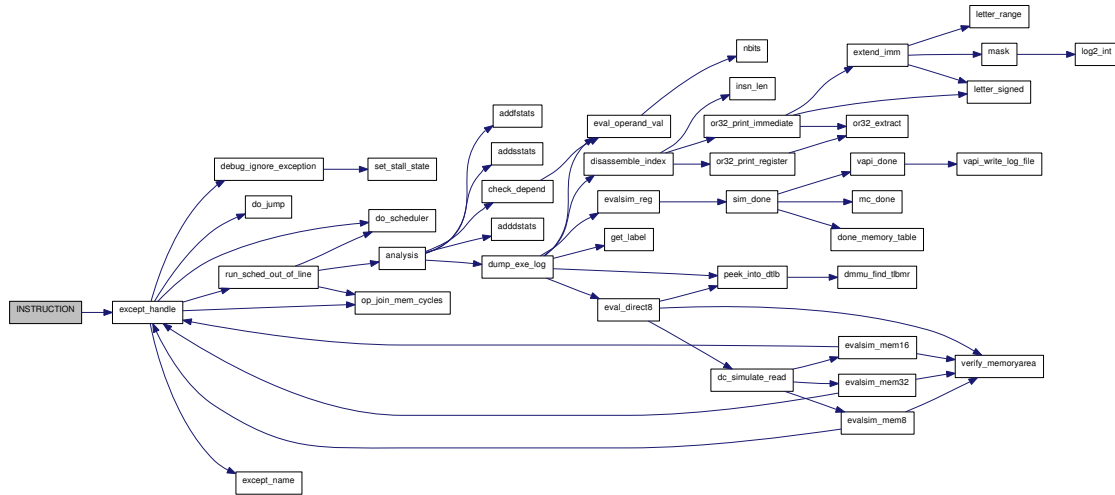 letter_range
nbits
extend_imm
mask
log2_int
insn_len
letter_signed
addfstats
eval_operand_val
or32_print_immediate
or32_extract
addsstats
disassemble_index
or32_print_register
vapi_done
vapi_write_log_file
debug_ignore_exception
set_stall_state
check_depend
evalsim_reg
sim_done
mc_done
do_jump
do_scheduler
adddstats
get_label
done_memory_table
analysis
dump_exe_log
run_sched_out_of_line
peek_into_dtlb
dmmu_find_tlbmr
op_join_mem_cycles
eval_direct8
INSTRUCTION
except_handle
evalsim_mem16
verify_memoryarea
dc_simulate_read
evalsim_mem32
evalsim_mem8
except_name